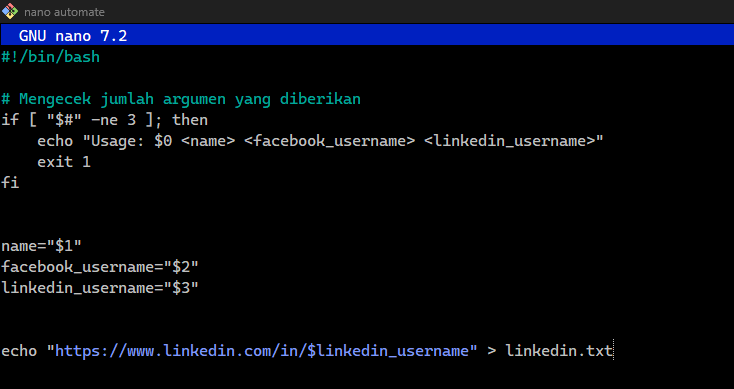 nano automate
GNU nano 7.2
#!/bin/bash
# Mengecek jumlah argumen yang diberikan
if [ "$#" -ne 3 ]; then
    echo "Usage: $0 <name> <facebook_username> <linkedin_username>"
    exit 1
fi
name="$1"
facebook_username="$2"
linkedin_username="$3"
echo "https://www.linkedin.com/in/$linkedin_username" > linkedin.txt